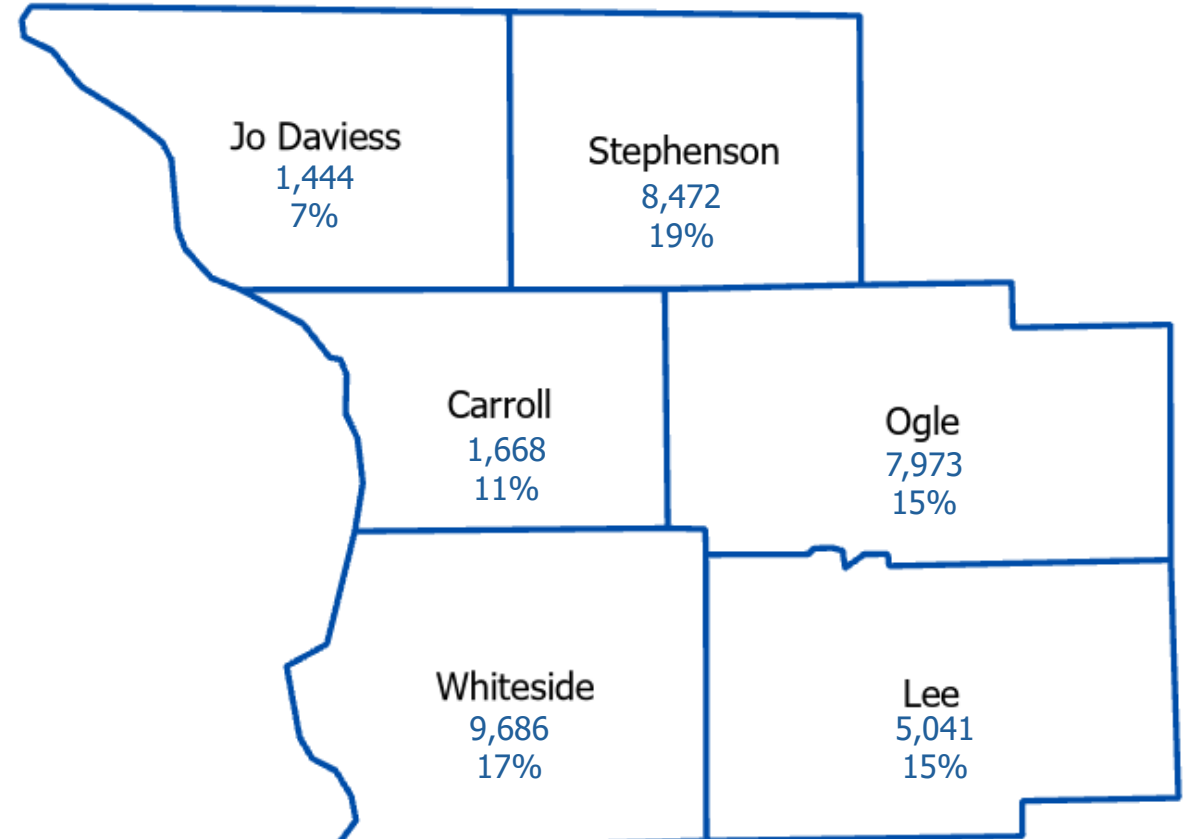 Jo Daviess
1,444
7%
Stephenson
8,472
19%
Carroll
1,668
11%
Ogle
7,973
15%
Whiteside
9,686
17%
Lee
5,041
15%